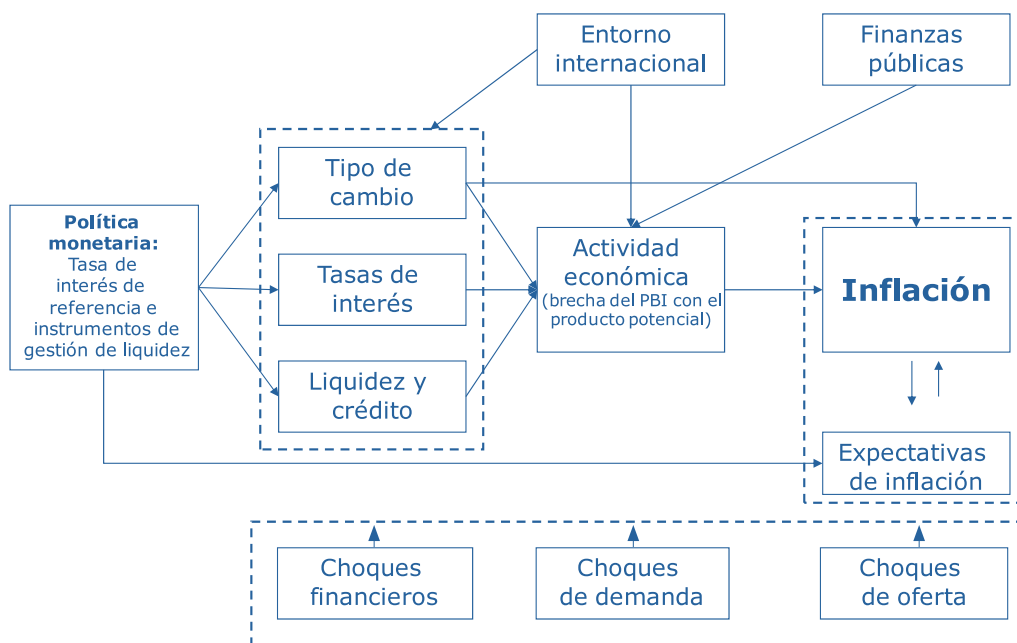 Entorno
internacional
Finanzas
públicas
Tipo de
cambio
Política
monetaria:
Tasa de
interés de
referencia e
instrumentos de
gestión de liquidez
Tasas de
interés
Actividad
económica
(brecha del PBI con el
producto potencial)
Inflación
Liquidez y
crédito
Expectativas
de inflación
Choques
financieros
Choques
de demanda
Choques
de oferta